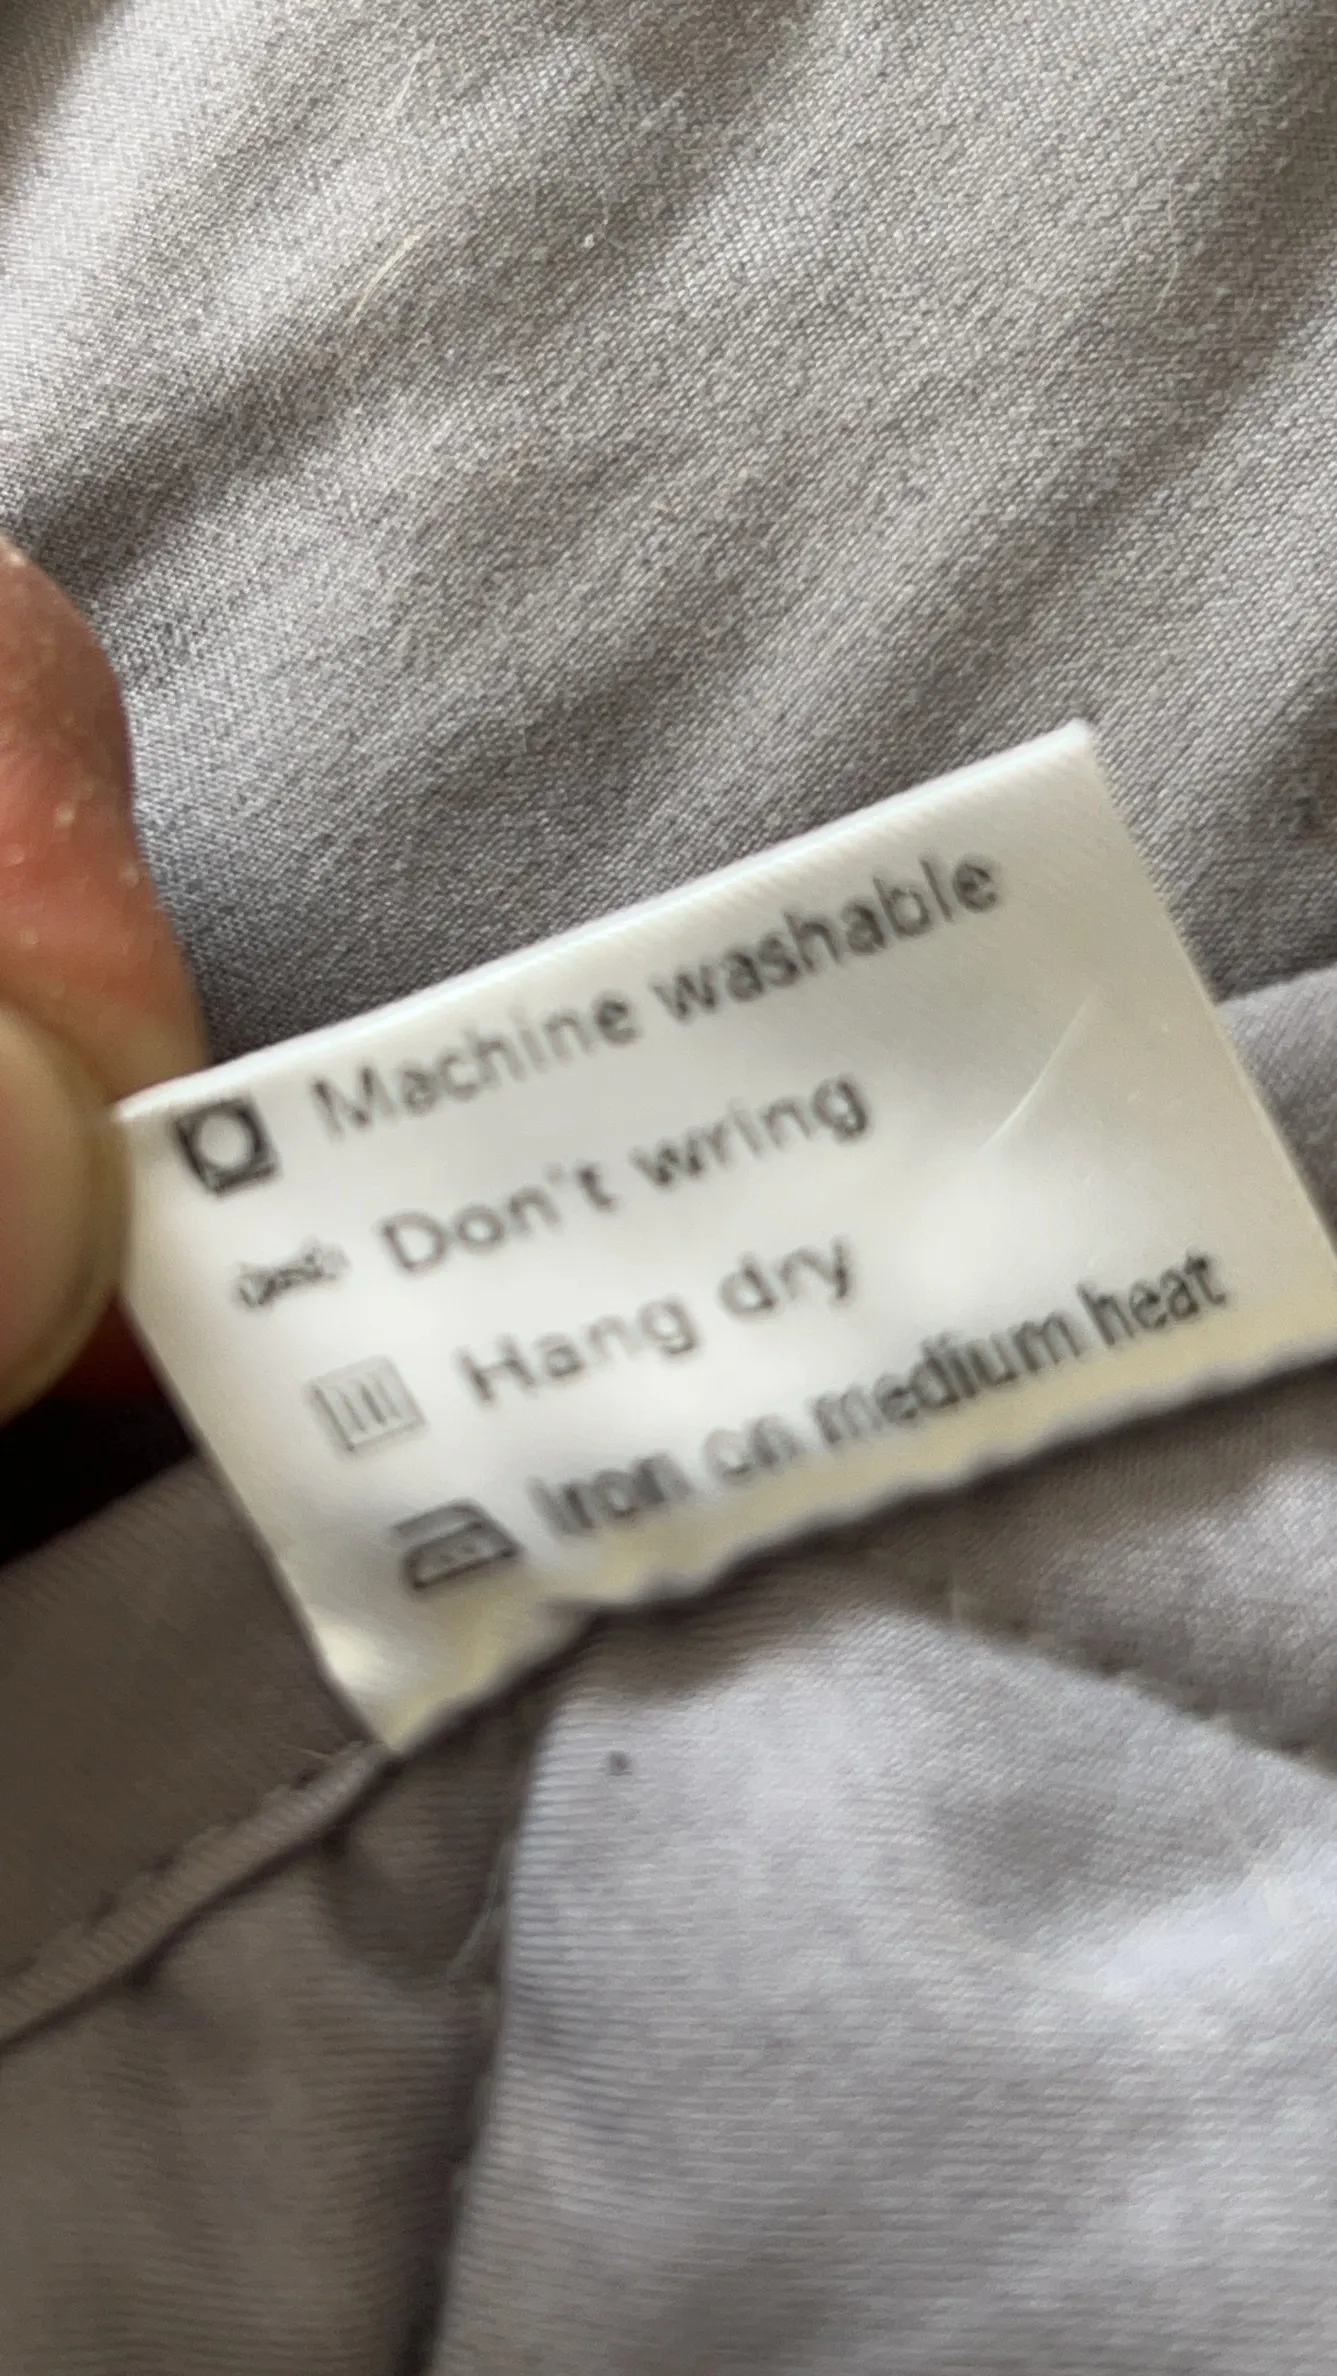 Machine washable
Don't wring
Hang dry
Iron on medium heat